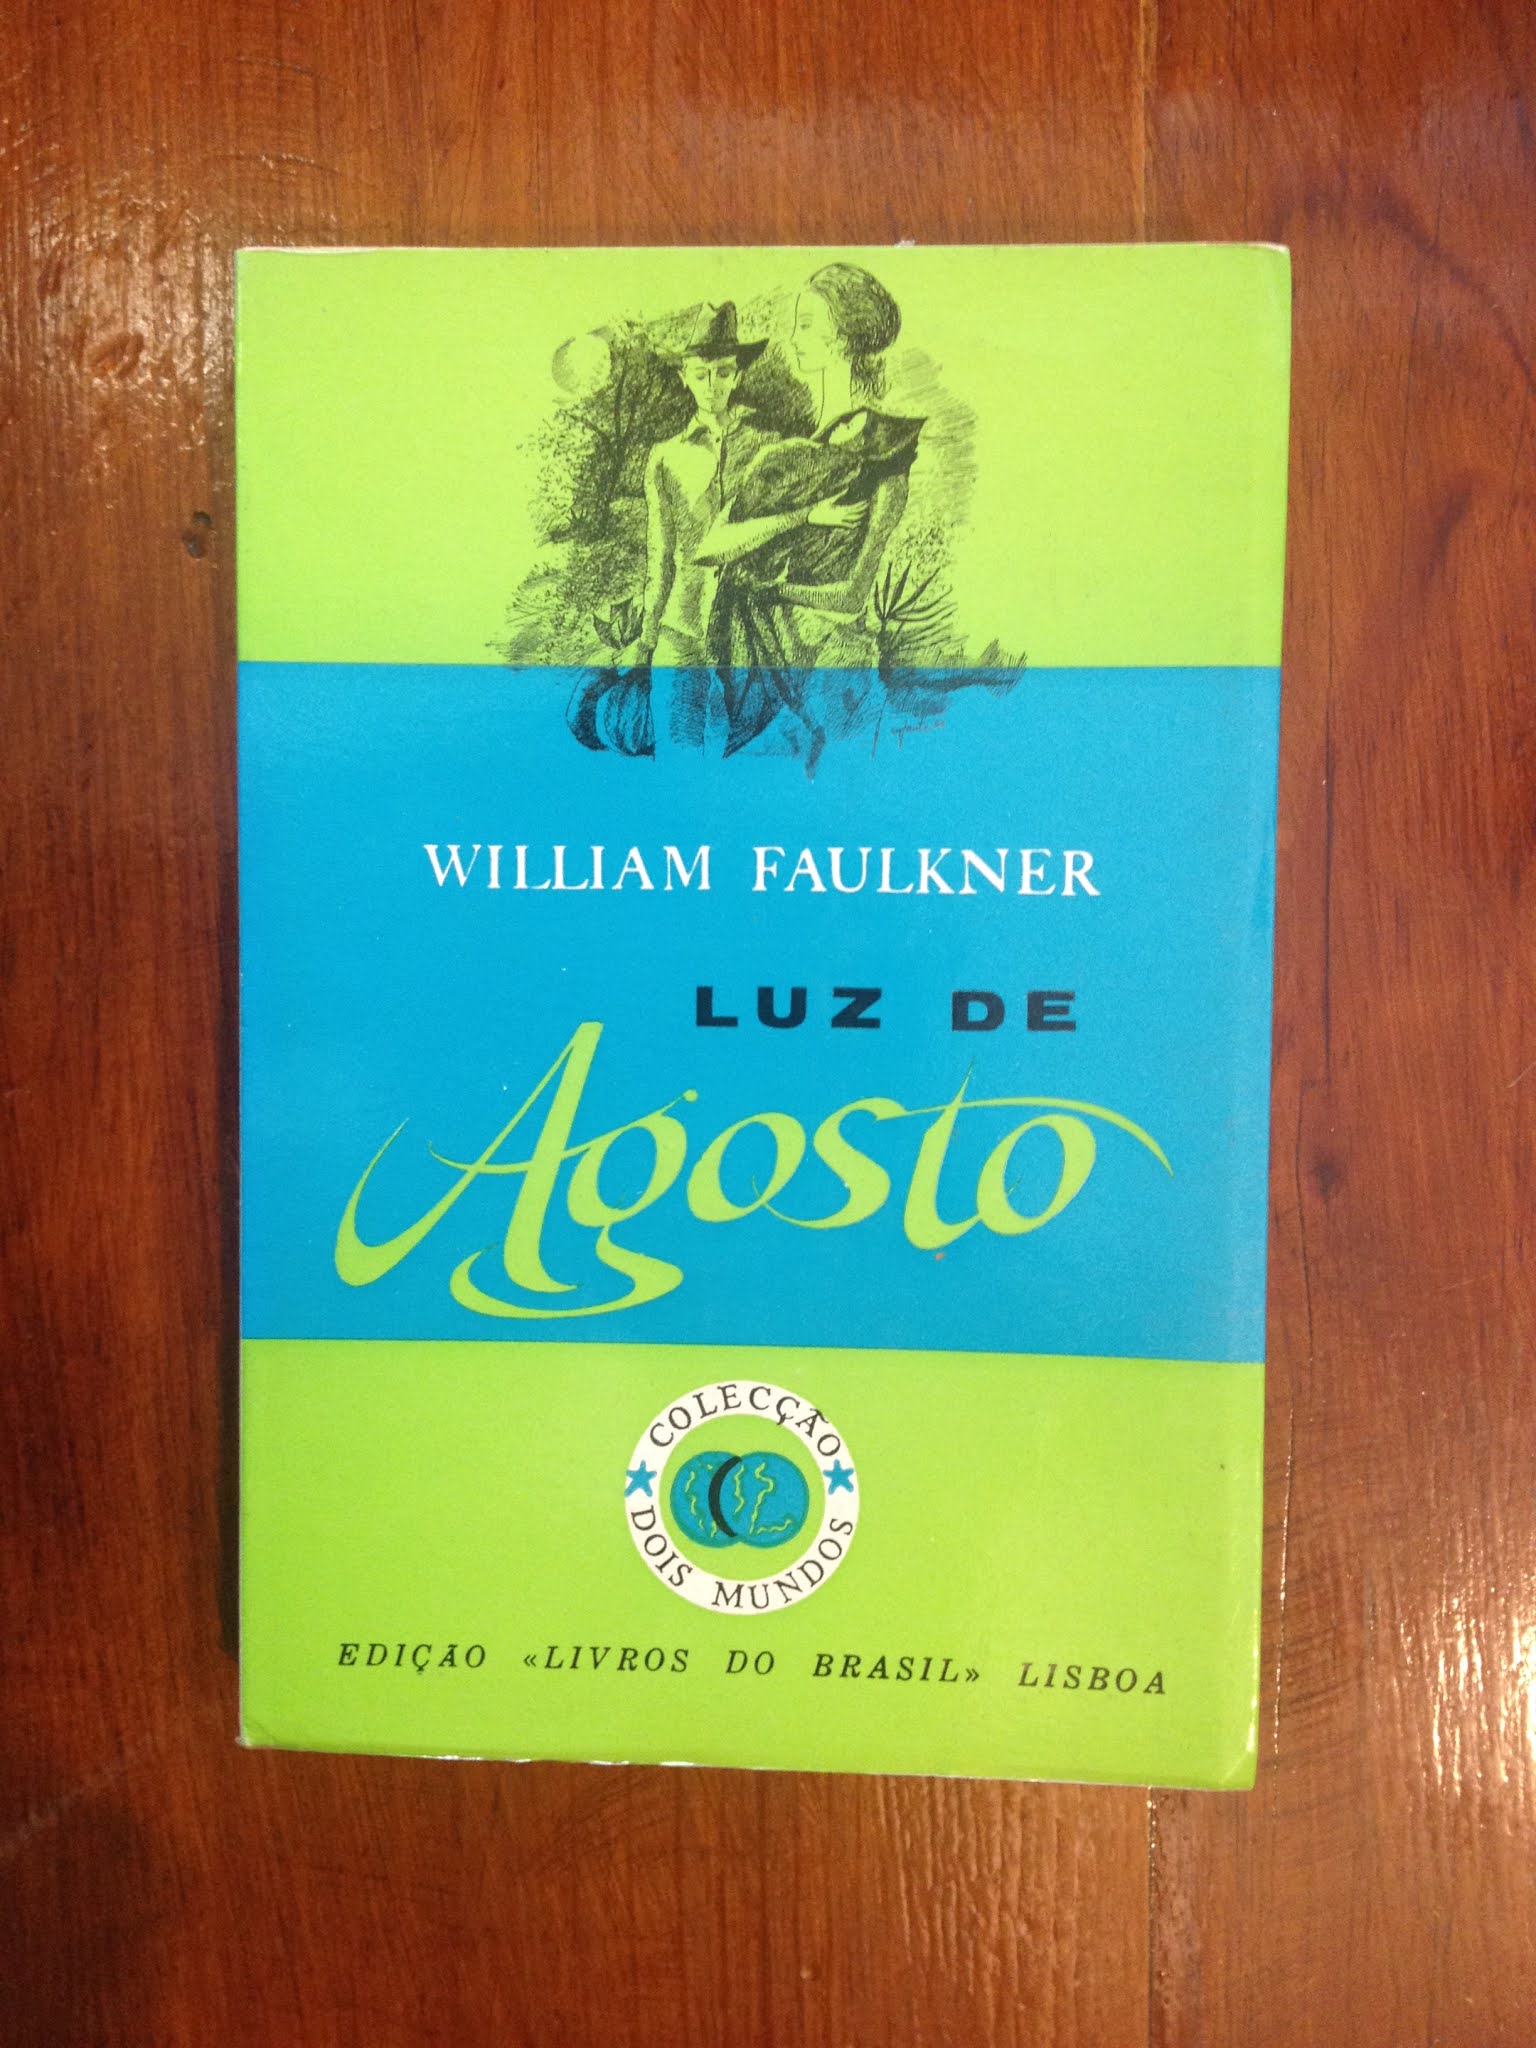 WILLIAM FAULKNER
LUZ DE
Agosto
COLECÇÃO
DOIS MUNDOS
EDIÇÃO «LIVROS DO BRASIL» LISBOA